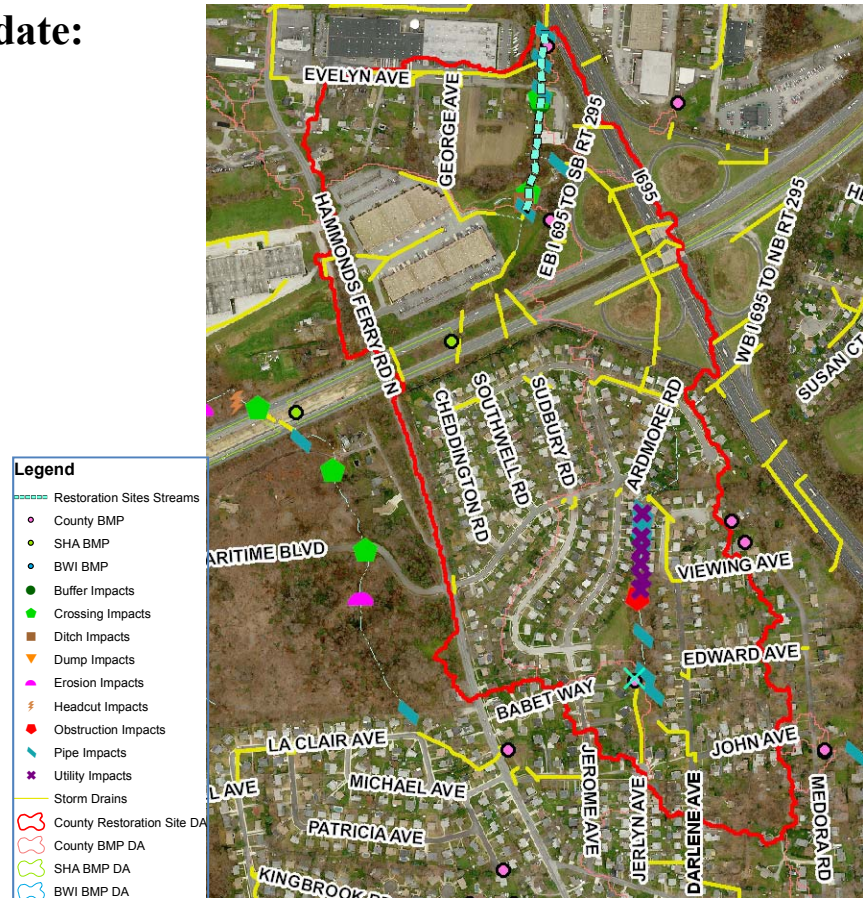 date:
EVELYN AVE
GEORGE AVE
HAMMONDS FERRY RD N
EB I 695 TO SB RT 295
I695
WB I 695 TO NB RT 295
SUSAN CT
CHEDDINGTON RD
SOUTHWELL RD
SUDBURY RD
ARDMORE RD
ARITIME BLVD
VIEWING AVE
EDWARD AVE
BABET WAY
JOHN AVE
LA CLAIR AVE
L AVE
MICHAEL AVE
PATRICIA AVE
JEROME AVE
JERLYN AVE
DARLENE AVE
MEDORA RD
KINGBROOK
Legend
Restoration Sites Streams
County BMP
SHA BMP
BWI BMP
Buffer Impacts
Crossing Impacts
Ditch Impacts
Dump Impacts
Erosion Impacts
Headcut Impacts
Obstruction Impacts
Pipe Impacts
Utility Impacts
Storm Drains
County Restoration Site DA
County BMP DA
SHA BMP DA
BWI BMP DA